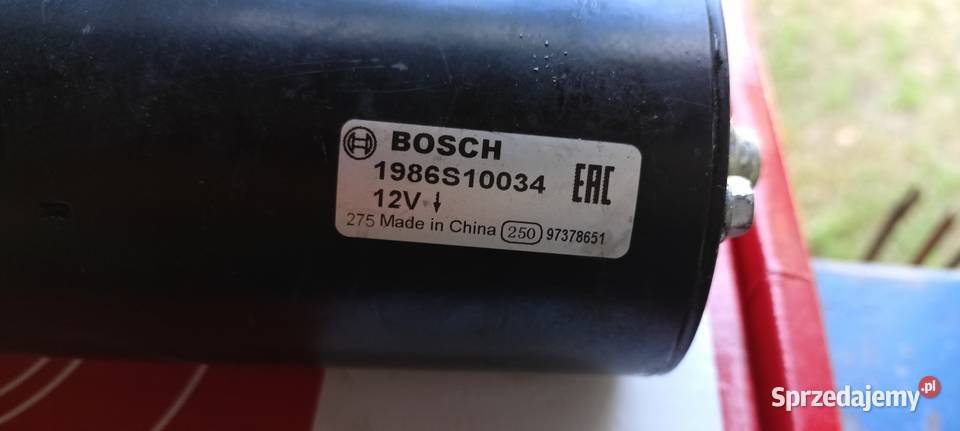 BOSCH
1986S10034
12V
EAC
275 Made in China 250 97378651
Sprzedajemy.pl